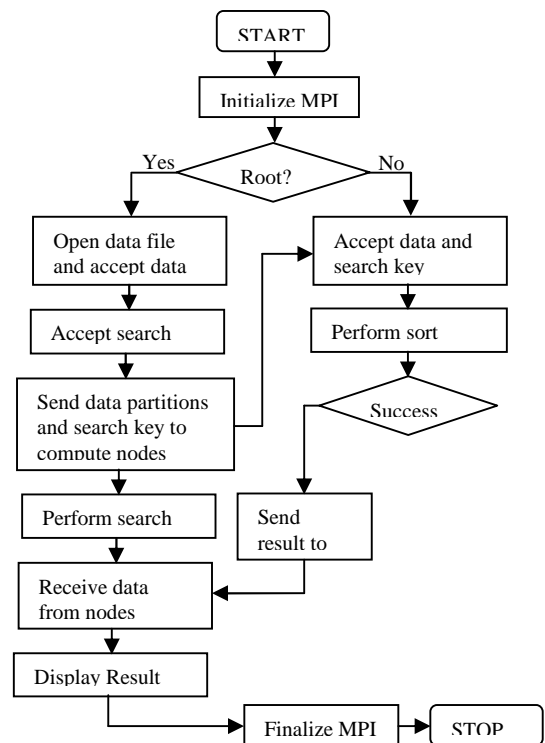 START
Initialize MPI
Yes
No
Root?
Open data file
and accept data
Accept data and
search key
Accept search
Perform sort
Send data partitions
and search key to
compute nodes
Success
Perform search
Send
result to
Receive data
from nodes
Display Result
Finalize MPI
STOP